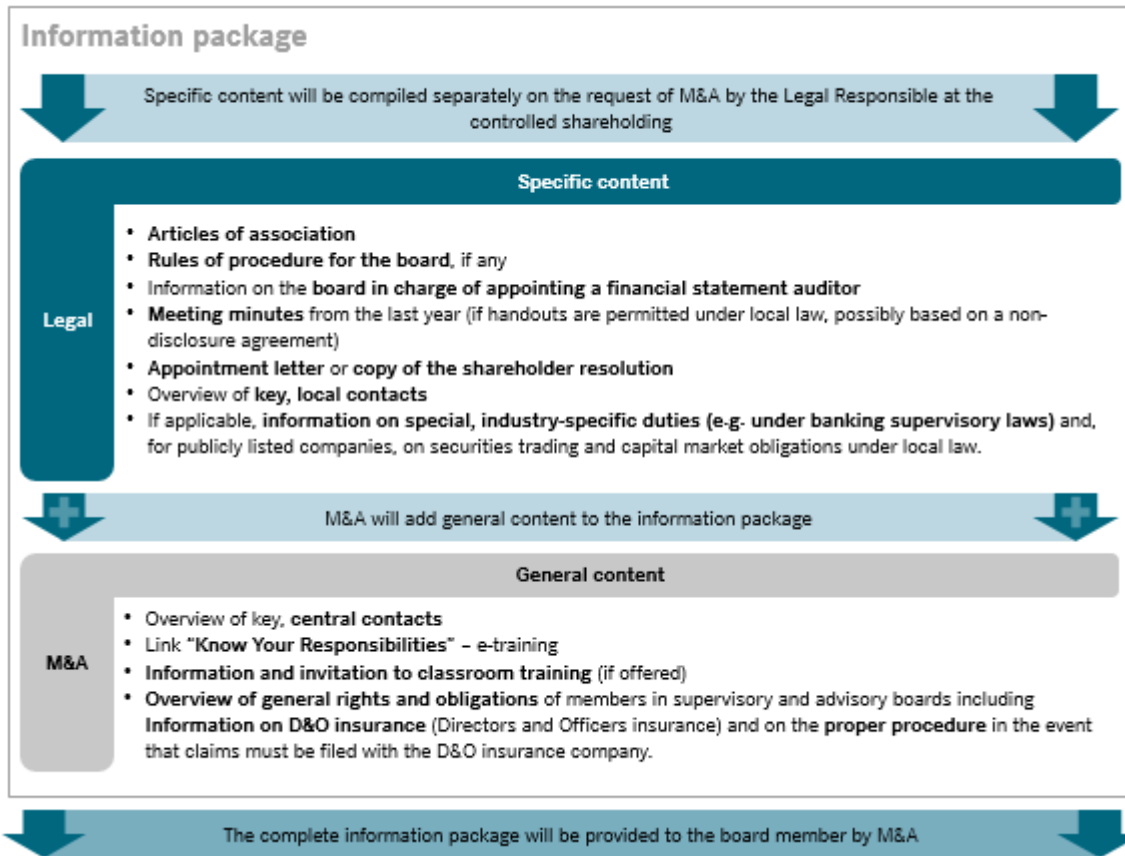 Information package
Specific content will be compiled separately on the request of M&A by the Legal Responsible at the
controlled shareholding
Specific content
Legal
• Articles of association
• Rules of procedure for the board, if any
• Information on the board in charge of appointing a financial statement auditor
• Meeting minutes from the last year (if handouts are permitted under local law, possibly based on a non-
disclosure agreement)
• Appointment letter or copy of the shareholder resolution
• Overview of key, local contacts
• If applicable, information on special, industry-specific duties (e.g. under banking supervisory laws) and,
for publicly listed companies, on securities trading and capital market obligations under local law.
M&A will add general content to the information package
General content
M&A
• Overview of key, central contacts
• Link “Know Your Responsibilities” – e-training
• Information and invitation to classroom training (if offered)
• Overview of general rights and obligations of members in supervisory and advisory boards including
Information on D&O insurance (Directors and Officers insurance) and on the proper procedure in the event
that claims must be filed with the D&O insurance company.
The complete information package will be provided to the board member by M&A